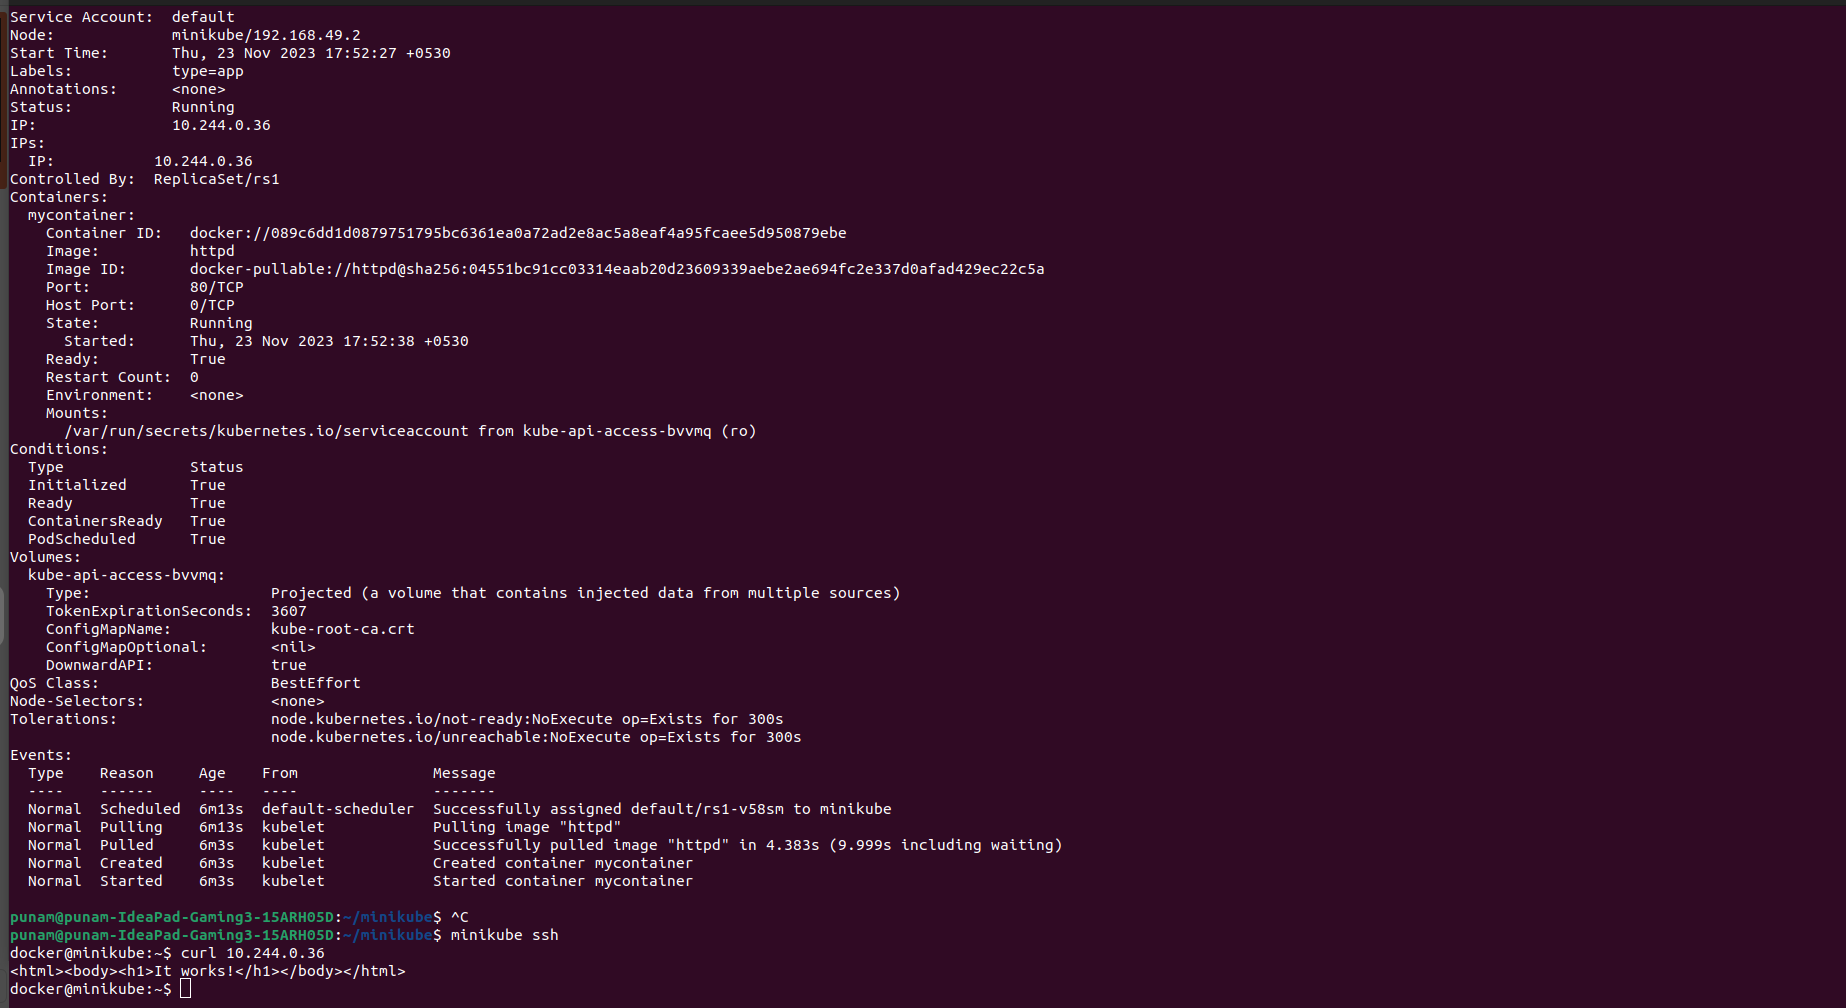 Service Account:  default
Node:             minikube/192.168.49.2
Start Time:       Thu, 23 Nov 2023 17:52:27 +0530
Labels:           type=app
Annotations:      <none>
Status:           Running
IP:               10.244.0.36
IPs:
  IP:           10.244.0.36
Controlled By:  ReplicaSet/rs1
Containers:
  mycontainer:
    Container ID:   docker://089c6dd1d0879751795bc6361ea0a72ad2e8ac5a8eaf4a95fcaee5d950879ebe
    Image:          httpd
    Image ID:       docker-pullable://httpd@sha256:04551bc91cc03314eaab20d23609339aebe2ae694fc2e337d0afad429ec22c5a
    Port:           80/TCP
    Host Port:      0/TCP
    State:          Running
      Started:      Thu, 23 Nov 2023 17:52:38 +0530
    Ready:          True
    Restart Count:  0
    Environment:    <none>
    Mounts:
      /var/run/secrets/kubernetes.io/serviceaccount from kube-api-access-bvvmq (ro)
Conditions:
  Type              Status
  Initialized       True
  Ready             True
  ContainersReady   True
  PodScheduled      True
Volumes:
  kube-api-access-bvvmq:
    Type:                    Projected (a volume that contains injected data from multiple sources)
    TokenExpirationSeconds:  3607
    ConfigMapName:           kube-root-ca.crt
    ConfigMapOptional:       <nil>
    DownwardAPI:             true
QoS Class:                   BestEffort
Node-Selectors:              <none>
Tolerations:                 node.kubernetes.io/not-ready:NoExecute op=Exists for 300s
                             node.kubernetes.io/unreachable:NoExecute op=Exists for 300s
Events:
  Type    Reason     Age    From               Message
  ----    ------     ----   ----               -------
  Normal  Scheduled  6m13s  default-scheduler  Successfully assigned default/rs1-v58sm to minikube
  Normal  Pulling    6m13s  kubelet            Pulling image "httpd"
  Normal  Pulled     6m3s   kubelet            Successfully pulled image "httpd" in 4.383s (9.999s including waiting)
  Normal  Created    6m3s   kubelet            Created container mycontainer
  Normal  Started    6m3s   kubelet            Started container mycontainer
punam@punam-IdeaPad-Gaming3-15ARH05D:~/minikube$ ^C
punam@punam-IdeaPad-Gaming3-15ARH05D:~/minikube$ minikube ssh
docker@minikube:~$ curl 10.244.0.36
<html><body><h1>It works!</h1></body></html>
docker@minikube:~$